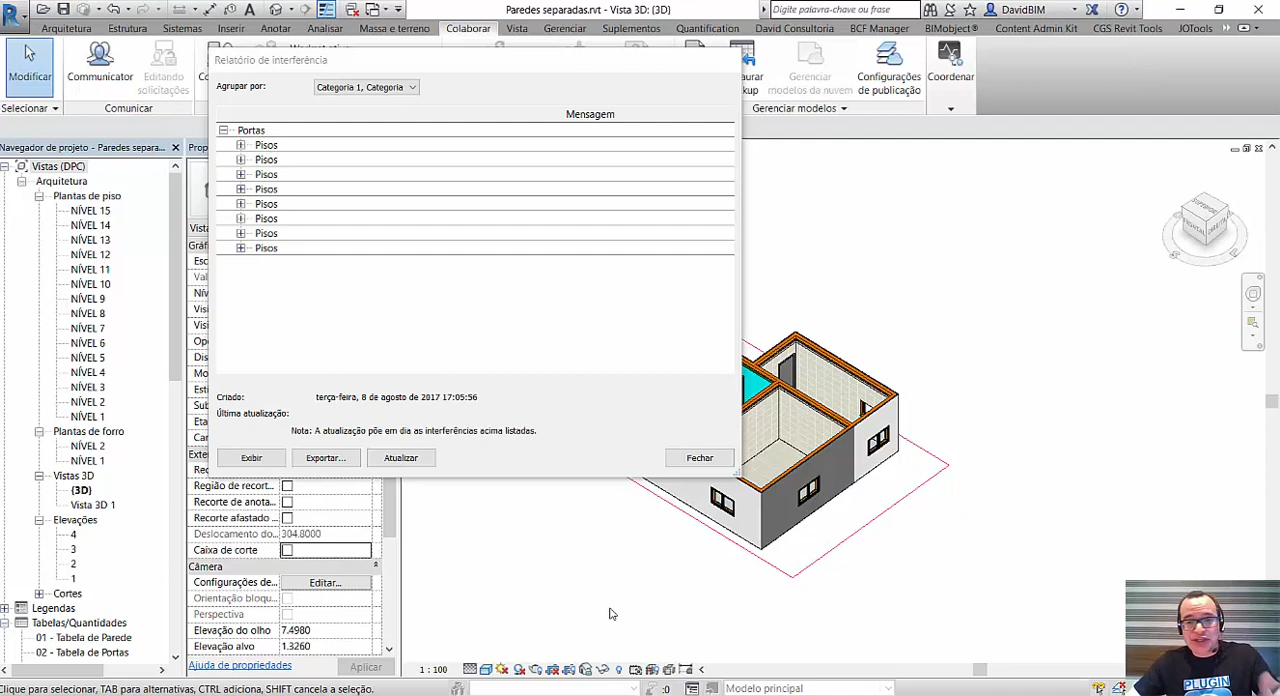 Paredes separadas.rvt - Vista 3D: (3D)
Digite palavra-chave ou frase
DavidBIM
Arquitetura Estrutura Sistemas Inserir Anotar Analisar Massa e terreno Colaborar Vista Gerenciar Suplementos Quantification David Consultoria BCF Manager BIMobject® Content Admin Kit CGS Revit Tools JOTools
Modificar
Communicator
Editando solicitações
Gerenciar modelos da nuvem
Configurações de publicação
Coordenar
Selecionar
Comunicar
Gerenciar modelos
Navegador de projeto - Paredes separa...
Vistas (DPC)
Arquitetura
Plantas de piso
NÍVEL 15
NÍVEL 14
NÍVEL 13
NÍVEL 12
NÍVEL 11
NÍVEL 10
NÍVEL 9
NÍVEL 8
NÍVEL 7
NÍVEL 6
NÍVEL 5
NÍVEL 4
NÍVEL 3
NÍVEL 2
NÍVEL 1
Plantas de forro
NÍVEL 2
NÍVEL 1
Vistas 3D
{3D}
Vista 3D 1
Elevações
4
3
2
1
Cortes
Legendas
Tabelas/Quantidades
01 - Tabela de Parede
02 - Tabela de Portas
Relatório de interferência
Agrupar por:
Categoria 1, Categoria
Mensagem
Portas
Pisos
Pisos
Pisos
Pisos
Pisos
Pisos
Pisos
Pisos
Criado: terça-feira, 8 de agosto de 2017 17:05:56
Última atualização:
Nota: A atualização põe em dia as interferências acima listadas.
Exibir
Exportar...
Atualizar
Fechar
Região de recort...
Recorte de anota...
Recorte afastado
Deslocamento do... 304.8000
Caixa de corte
Câmera
Configurações de... Editar...
Orientação bloqu...
Perspectiva
Elevação do olho 7.4980
Elevação alvo 1.3260
Ajuda de propriedades
Aplicar
SUPERIOR
FRONTAL
DIREITA
1 : 100
PLUGIN
Clique para selecionar, TAB para alternativas, CTRL adiciona, SHIFT cancela a seleção.
:0
Modelo principal